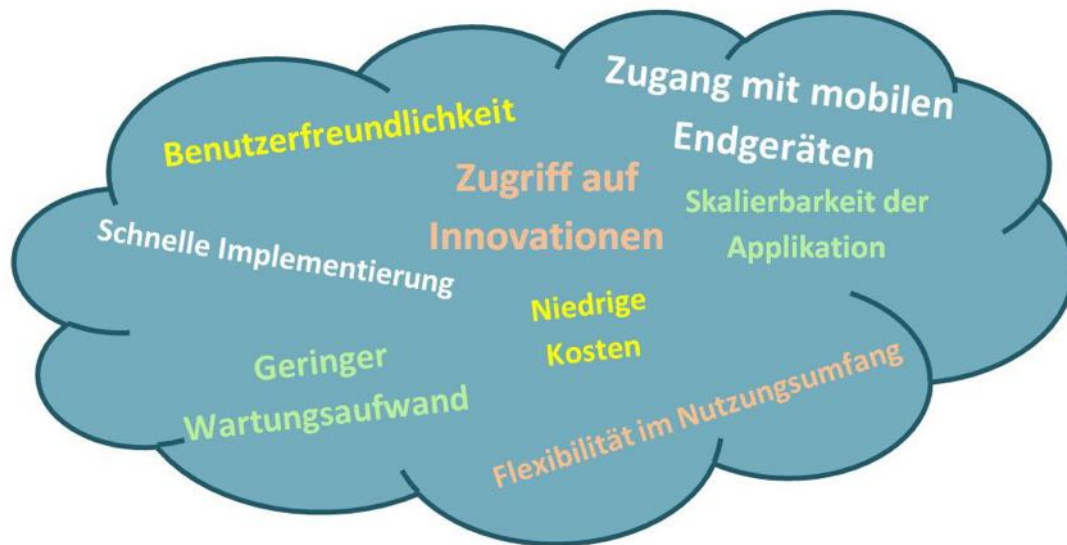 Zugang mit mobilen
Endgeräten
Benutzerfreundlichkeit
Zugriff auf
Innovationen
Skalierbarkeit der
Applikation
Schnelle Implementierung
Niedrige
Kosten
Geringer
Wartungsaufwand
Flexibilität im Nutzungsumfang